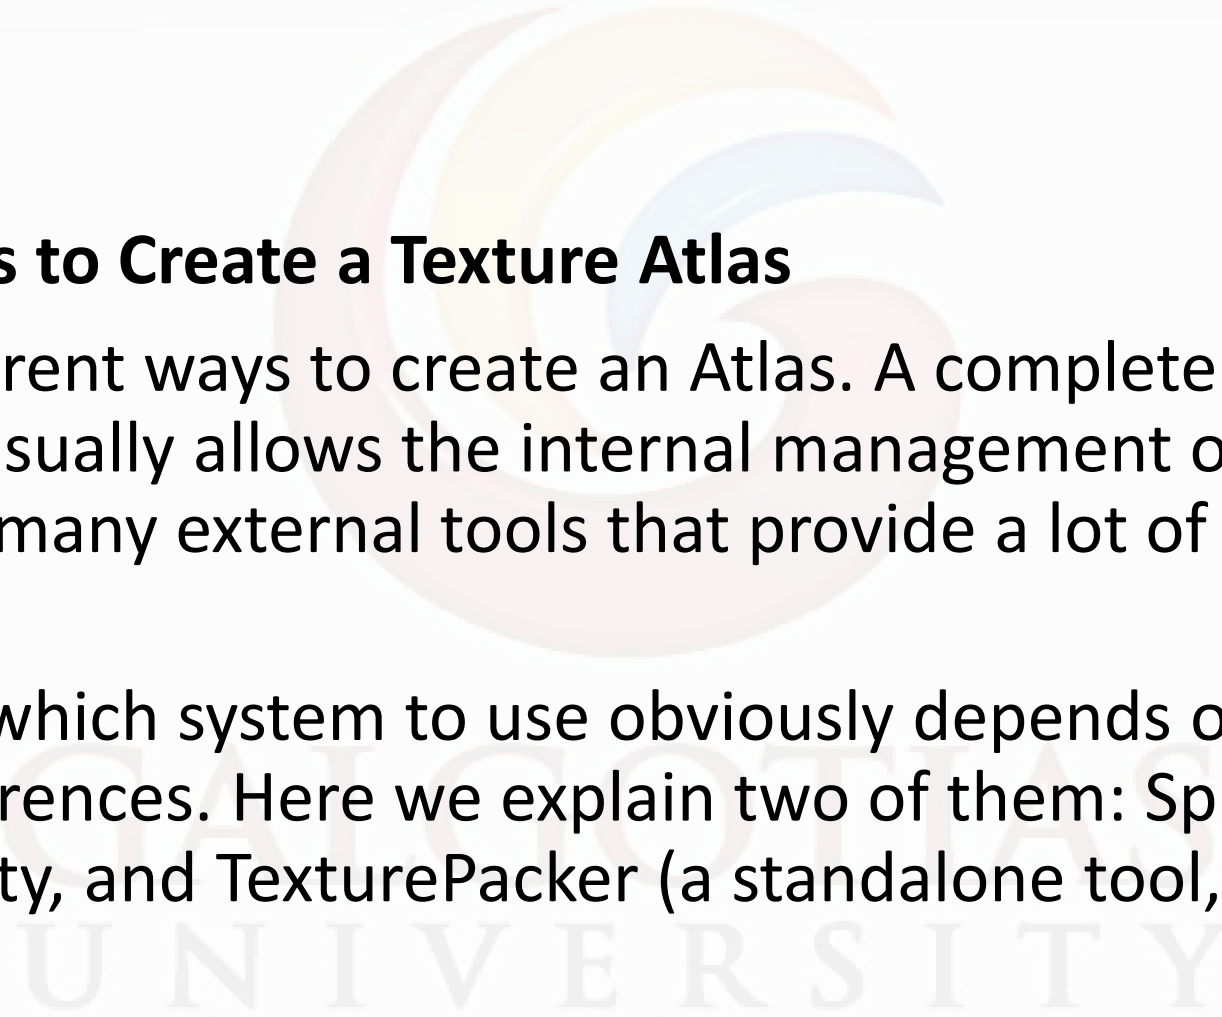 s to Create a Texture Atlas
rent ways to create an Atlas. A complete
sually allows the internal management o
many external tools that provide a lot of
which system to use obviously depends o
rences. Here we explain two of them: Sp
ty, and TexturePacker (a standalone tool,
GALGOTIAS
UNIVERSITY